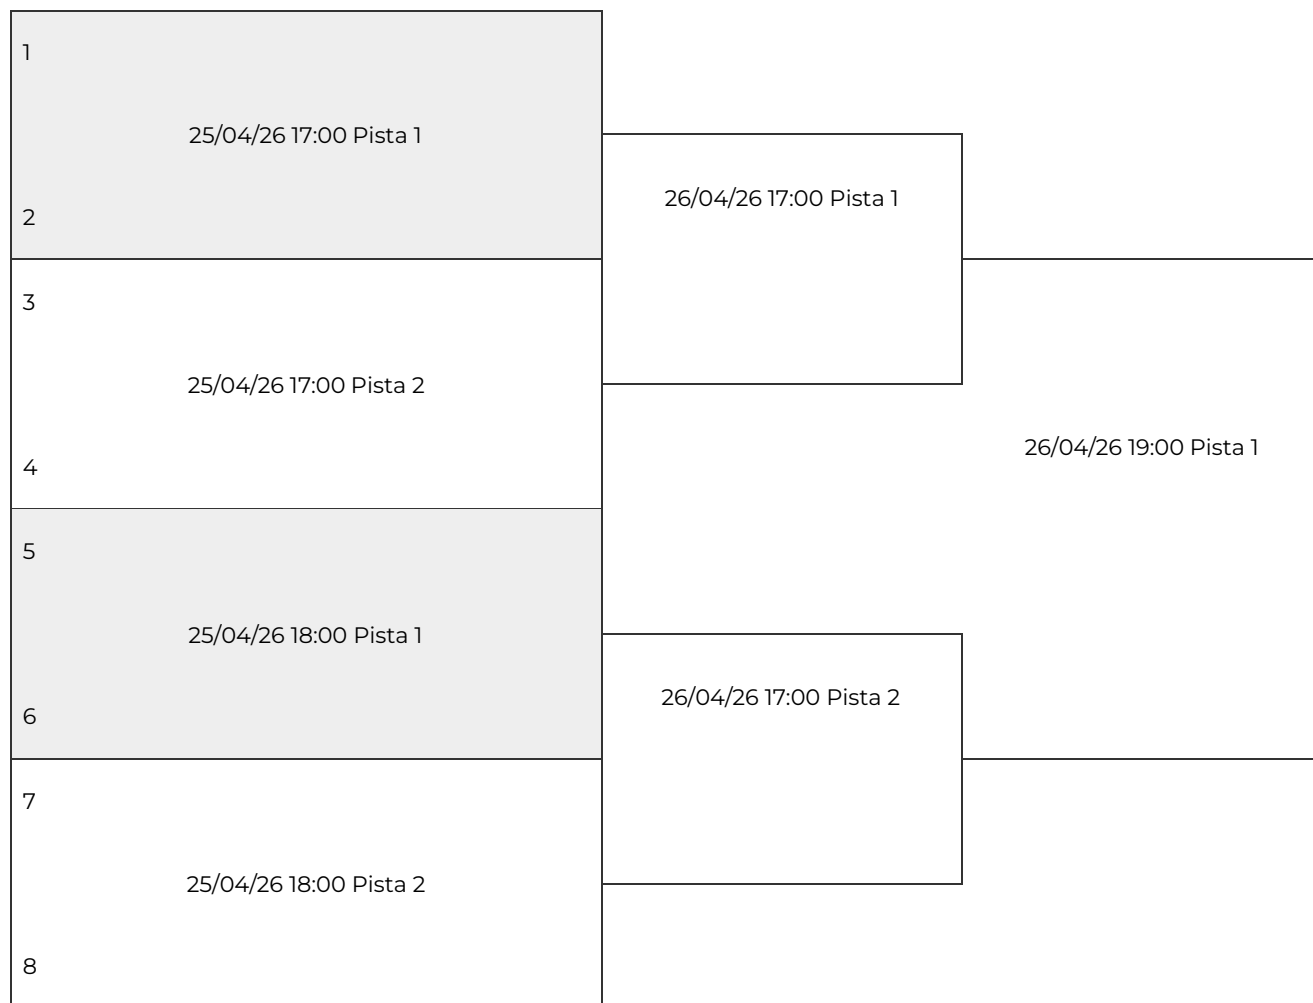 1
25/04/26 17:00 Pista 1
2
3
25/04/26 17:00 Pista 2
4
5
25/04/26 18:00 Pista 1
6
7
25/04/26 18:00 Pista 2
8
26/04/26 17:00 Pista 1
26/04/26 17:00 Pista 2
26/04/26 19:00 Pista 1